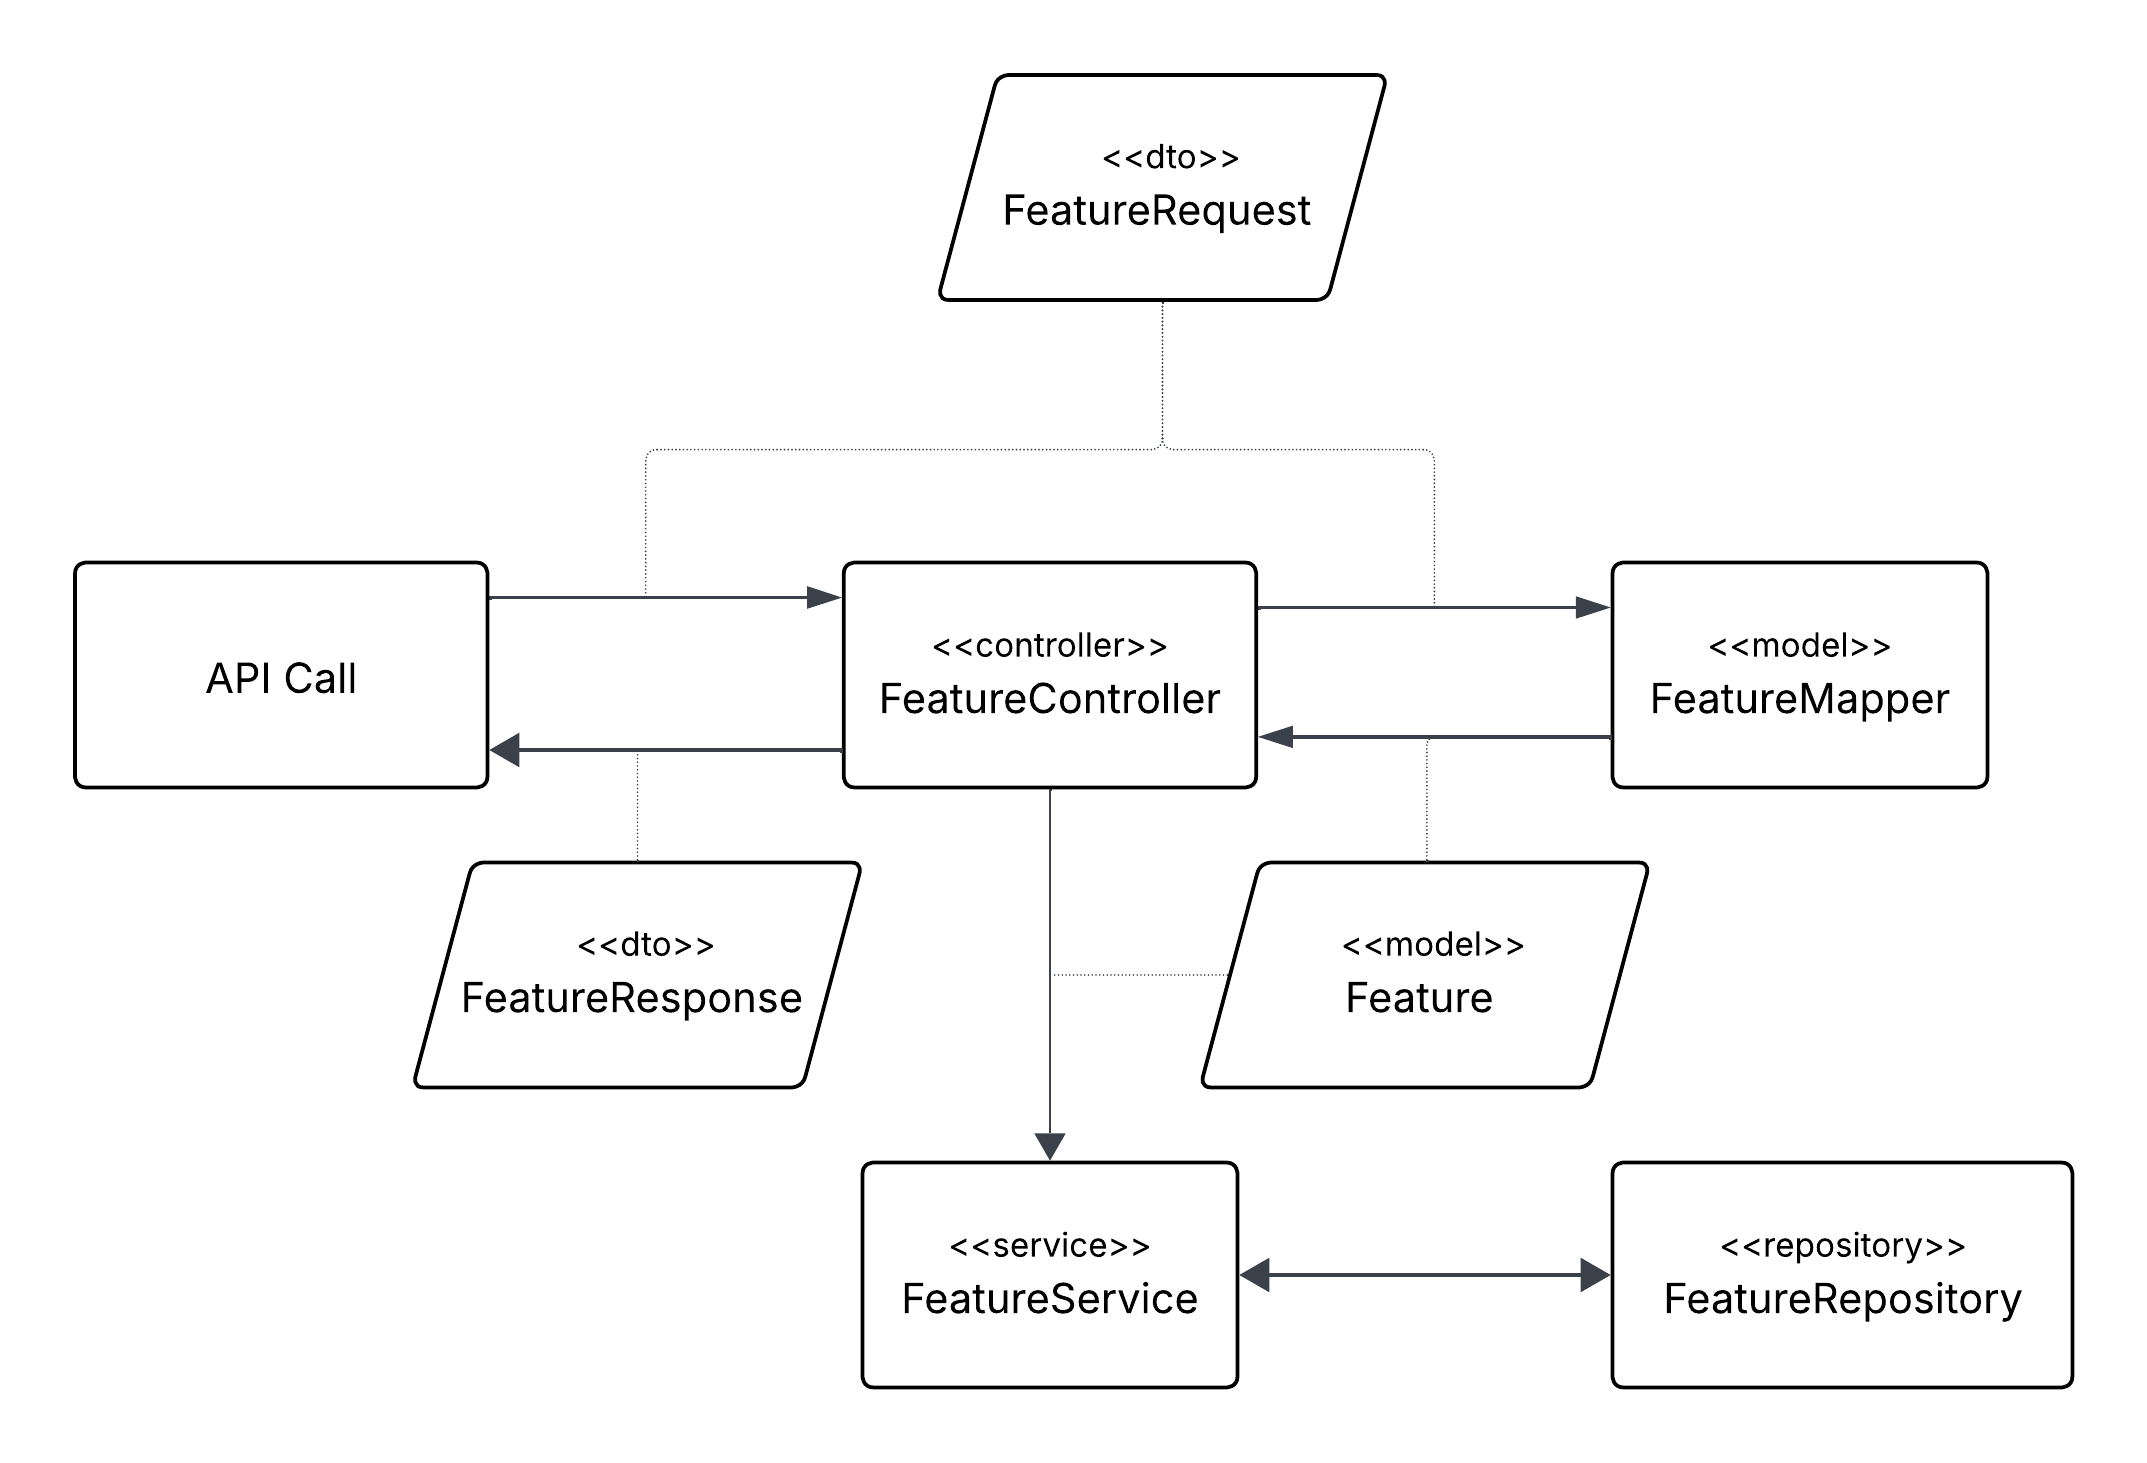 <<dto>>
FeatureRequest
API Call
<<controller>>
FeatureController
<<model>>
FeatureMapper
<<dto>>
FeatureResponse
<<model>>
Feature
<<service>>
FeatureService
<<repository>>
FeatureRepository